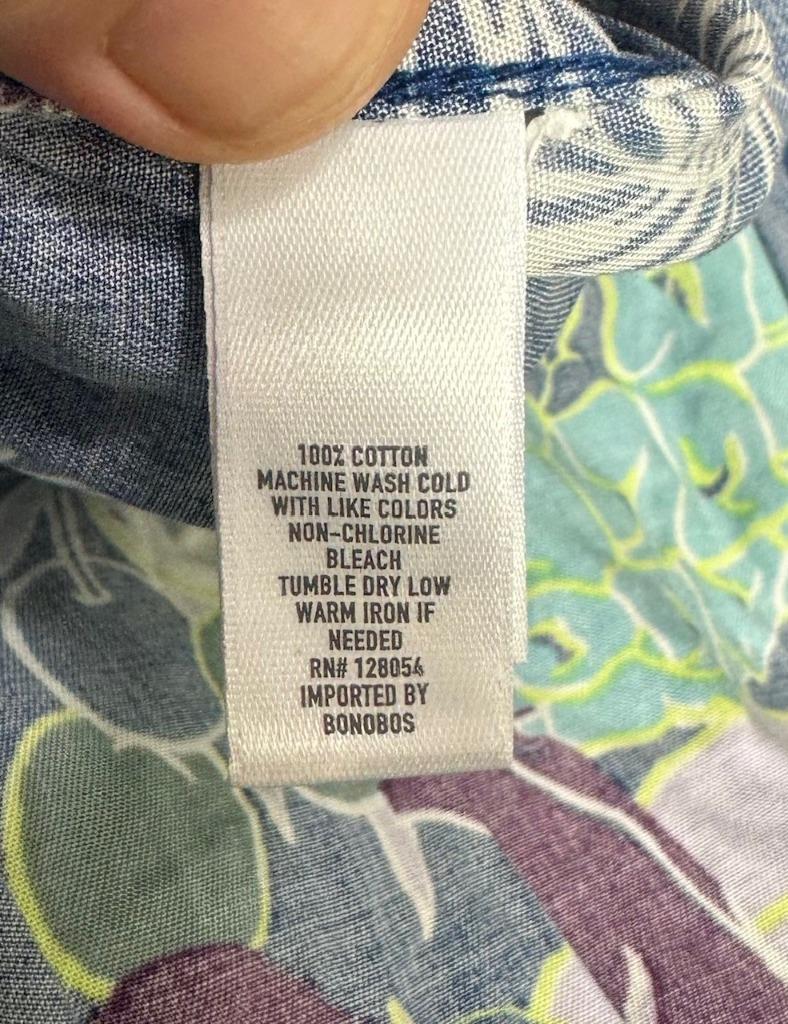 100% COTTON
MACHINE WASH COLD
WITH LIKE COLORS
NON-CHLORINE
BLEACH
TUMBLE DRY LOW
WARM IRON IF
NEEDED
RN# 128054
IMPORTED BY
BONOBOS